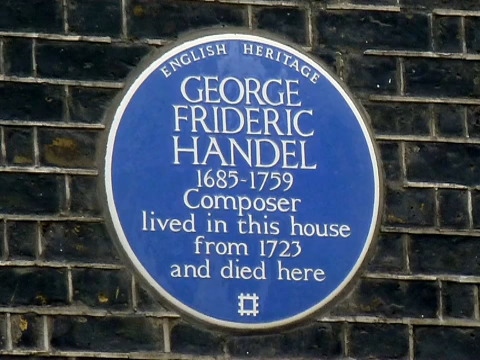 ENGLISH HERITAGE
GEORGE
FRIDERIC
HANDEL
1685-1759
Composer
lived in this house
from 1723
and died here